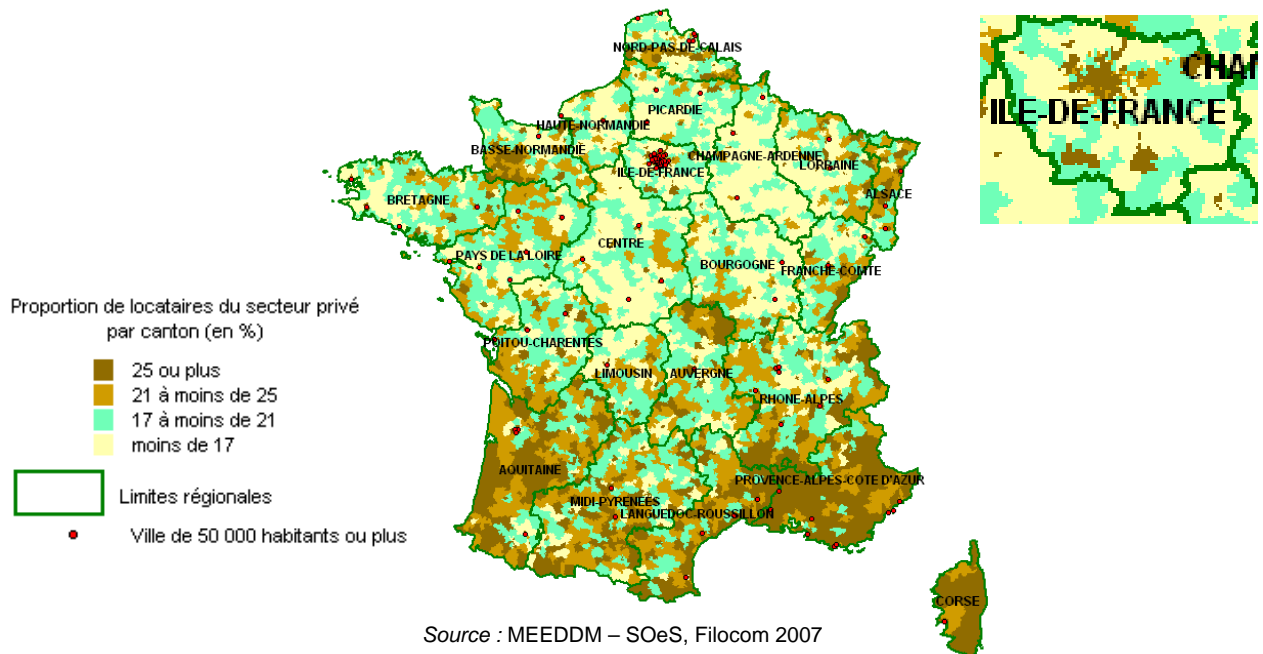 NORD-PAS-DE-CALAIS
PICARDIE
HAUTE-NORMANDIE
BASSE-NORMANDIE
CHAMPAGNE-ARDENNE
LORRAINE
ILE-DE-FRANCE
ALSACE
BRETAGNE
CENTRE
PAYS DE LA LOIRE
BOURGOGNE
FRANCHE-COMTE
POITOU-CHARENTES
LIMOUSIN
AUVERGNE
RHONE-ALPES
AQUITAINE
PROVENCE-ALPES-COTE D'AZUR
MIDI-PYRENEES
LANGUEDOC-ROUSSILLON
CORSE
CHAM
ILE-DE-FRANCE
Proportion de locataires du secteur privé
par canton (en %)
25 ou plus
21 à moins de 25
17 à moins de 21
moins de 17
Limites régionales
Ville de 50 000 habitants ou plus
Source : MEEDDM – SOeS, Filocom 2007